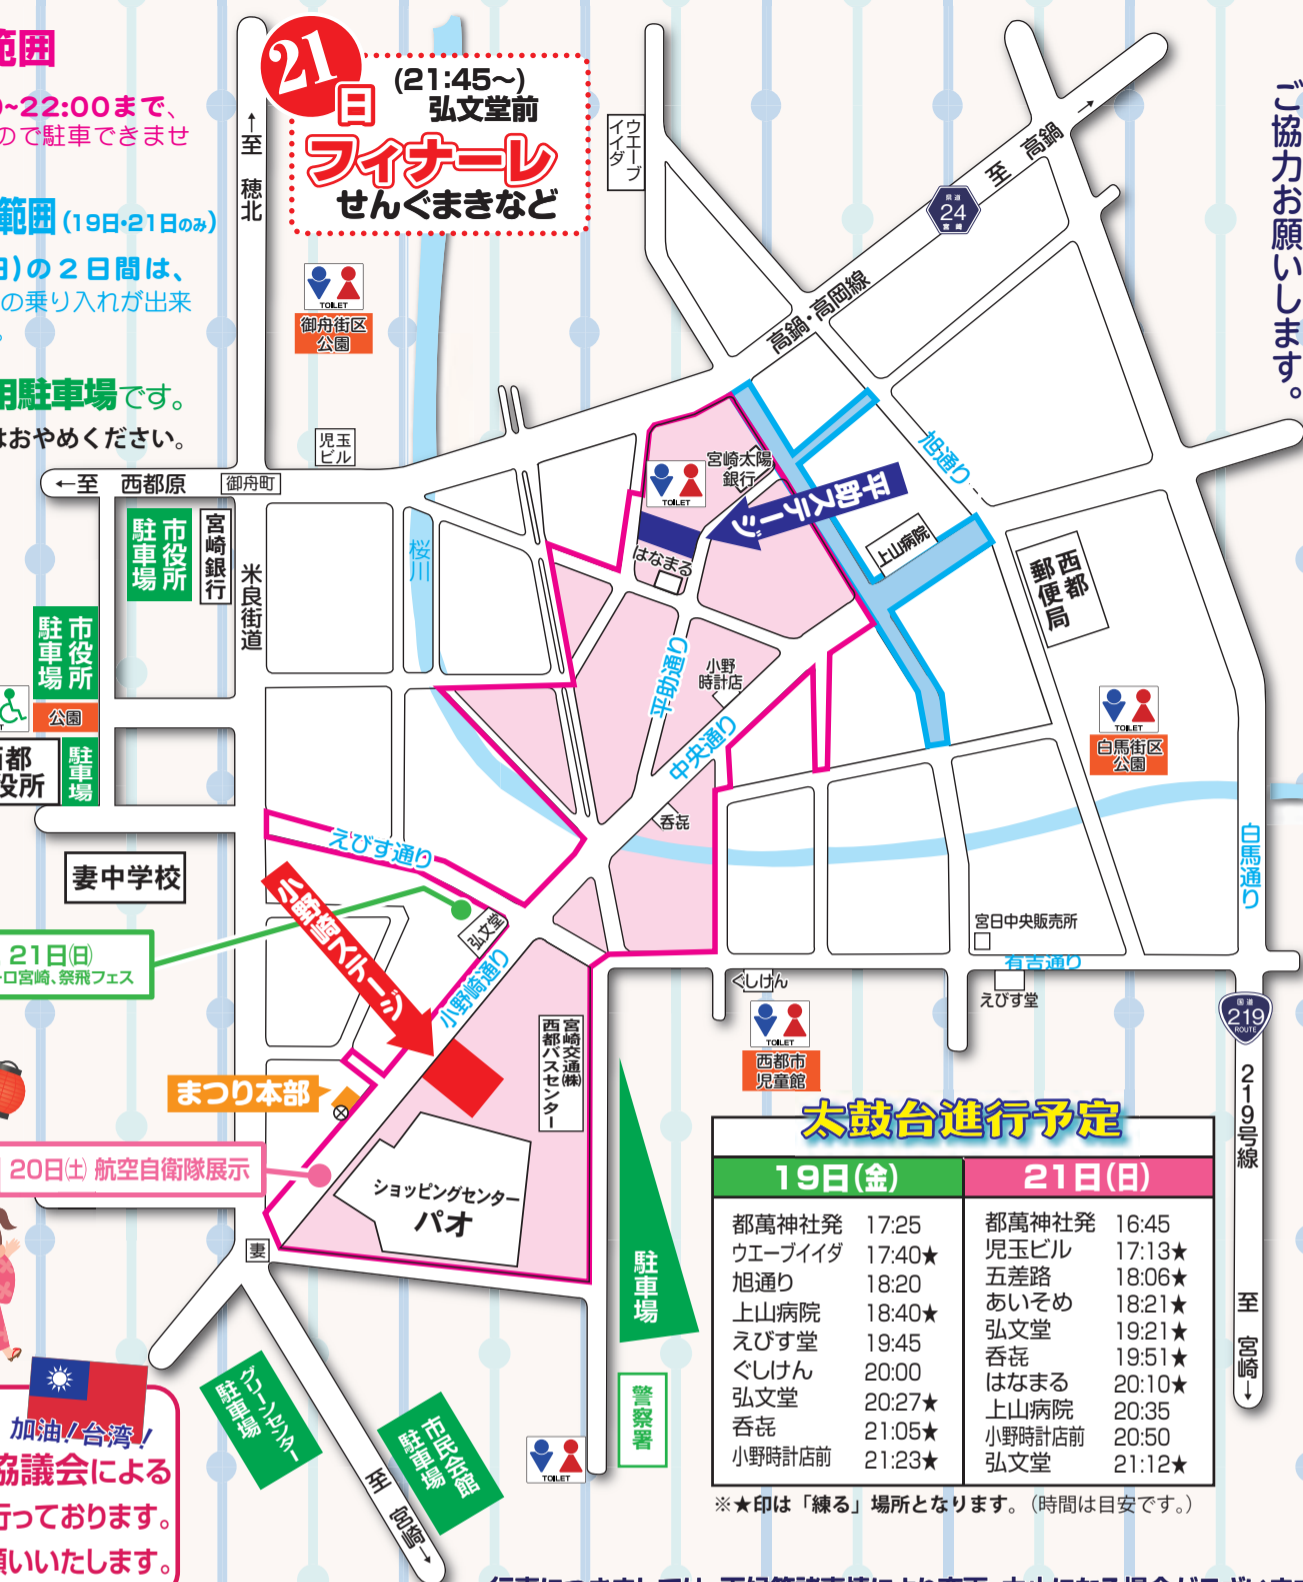 範囲
~22:00まで、
ので駐車できませ
範囲(19日・21日のみ)
日)の2日間は、
の乗り入れが出来
用駐車場です。
はおやめください。
21
日
(21:45～)
弘文堂前
フィナーレ
せんぐまきなど
ご協力お願いします。
←至 穂北
ウエーブ
イイダ
至 高鍋
→
県道
24
宮崎
高鍋・高岡線
TOILET
御舟街区
公園
児玉
ビル
←至 西都原
御舟町
市役所
駐車場
宮崎銀行
米良街道
桜川
TOILET
宮崎太陽
銀行
平助ステージ
はなまる
旭通り
上山病院
西都
郵便局
市役所
駐車場
公園
駐車場
西都
役所
平助通り
小野
時計店
中央通り
TOILET
白馬街区
公園
呑㐂
えびす通り
妻中学校
白馬通り
小野崎ステージ
弘文堂
小野崎通り
21日(日)
ーロ宮崎、祭飛フェス
宮日中央販売所
有吉通り
えびす堂
ぐしけん
TOILET
西都市
児童館
国道
219
ROUTE
219号線
至 宮崎→
宮崎交通㈱
西都バスセンター
まつり本部
20日(土) 航空自衛隊展示
ショッピングセンター
パオ
妻
駐車場
警察署
グリーンセンター
駐車場
市民会館
駐車場
TOILET
至 宮崎→
加油!台湾!
協議会による
行っております。
願いいたします。
太鼓台進行予定
19日(金)
都萬神社発 17:25
ウエーブイイダ 17:40★
旭通り 18:20
上山病院 18:40★
えびす堂 19:45
ぐしけん 20:00
弘文堂 20:27★
呑㐂 21:05★
小野時計店前 21:23★
21日(日)
都萬神社発 16:45
児玉ビル 17:13★
五差路 18:06★
あいそめ 18:21★
弘文堂 19:21★
呑㐂 19:51★
はなまる 20:10★
上山病院 20:35
小野時計店前 20:50
弘文堂 21:12★
※★印は「練る」場所となります。(時間は目安です。)